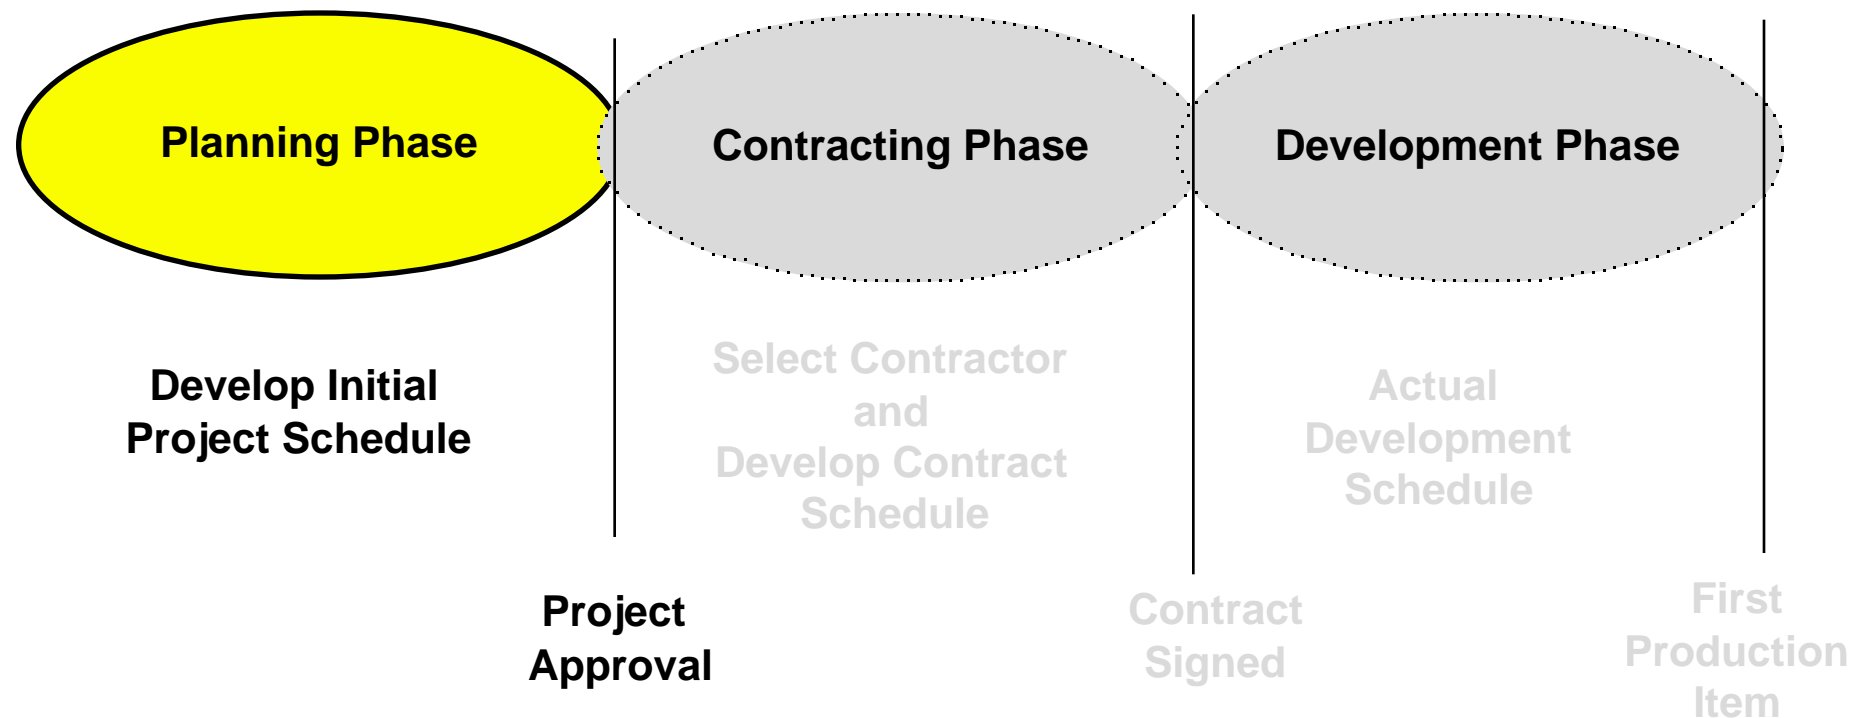 Planning Phase
Contracting Phase
Development Phase
Develop Initial
Project Schedule
Select Contractor
and
Develop Contract
Schedule
Actual
Development
Schedule
Project
Approval
Contract
Signed
First
Production
Item